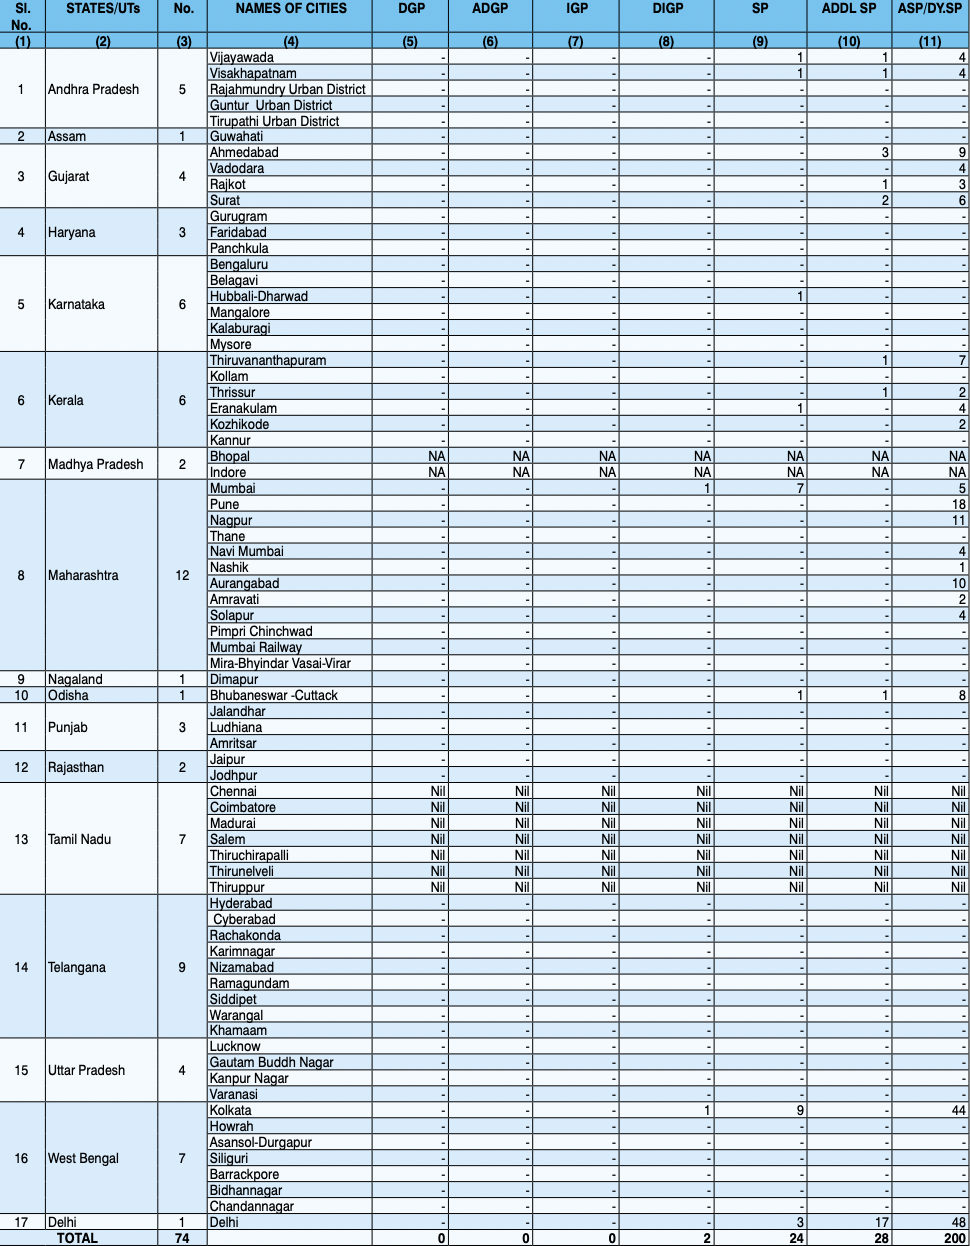 Sl. No. STATES/UTs No. NAMES OF CITIES DGP ADGP IGP DIGP SP ADDL SP ASP/DY.SP
(1) (2) (3) (4) (5) (6) (7) (8) (9) (10) (11)
1 Andhra Pradesh 5 Vijayawada - - - - 1 1 4
Visakhapatnam - - - - 1 1 4
Rajahmundry Urban District - - - - - - -
Guntur Urban District - - - - - - -
Tirupathi Urban District - - - - - - -
2 Assam 1 Guwahati - - - - - - -
3 Gujarat 4 Ahmedabad - - - - - 3 9
Vadodara - - - - - - 4
Rajkot - - - - - 1 3
Surat - - - - - 2 6
4 Haryana 3 Gurugram - - - - - - -
Faridabad - - - - - - -
Panchkula - - - - - - -
5 Karnataka 6 Bengaluru - - - - - - -
Belagavi - - - - - - -
Hubbali-Dharwad - - - - 1 - -
Mangalore - - - - - - -
Kalaburagi - - - - - - -
Mysore - - - - - - -
6 Kerala 6 Thiruvananthapuram - - - - - 1 7
Kollam - - - - - - -
Thrissur - - - - - 1 2
Eranakulam - - - - 1 - 4
Kozhikode - - - - - - 2
Kannur - - - - - - -
7 Madhya Pradesh 2 Bhopal NA NA NA NA NA NA NA
Indore NA NA NA NA NA NA NA
8 Maharashtra 12 Mumbai - - - 1 7 - 5
Pune - - - - - - 18
Nagpur - - - - - - 11
Thane - - - - - - -
Navi Mumbai - - - - - - 4
Nashik - - - - - - 1
Aurangabad - - - - - - 10
Amravati - - - - - - 2
Solapur - - - - - - 4
Pimpri Chinchwad - - - - - - -
Mumbai Railway - - - - - - -
Mira-Bhyindar Vasai-Virar - - - - - - -
9 Nagaland 1 Dimapur - - - - - - -
10 Odisha 1 Bhubaneswar -Cuttack - - - - 1 1 8
11 Punjab 3 Jalandhar - - - - - - -
Ludhiana - - - - - - -
Amritsar - - - - - - -
12 Rajasthan 2 Jaipur - - - - - - -
Jodhpur - - - - - - -
13 Tamil Nadu 7 Chennai Nil Nil Nil Nil Nil Nil Nil
Coimbatore Nil Nil Nil Nil Nil Nil Nil
Madurai Nil Nil Nil Nil Nil Nil Nil
Salem Nil Nil Nil Nil Nil Nil Nil
Thiruchirapalli Nil Nil Nil Nil Nil Nil Nil
Thirunelveli Nil Nil Nil Nil Nil Nil Nil
Thiruppur Nil Nil Nil Nil Nil Nil Nil
14 Telangana 9 Hyderabad - - - - - - -
Cyberabad - - - - - - -
Rachakonda - - - - - - -
Karimnagar - - - - - - -
Nizamabad - - - - - - -
Ramagundam - - - - - - -
Siddipet - - - - - - -
Warangal - - - - - - -
Khamaam - - - - - - -
15 Uttar Pradesh 4 Lucknow - - - - - - -
Gautam Buddh Nagar - - - - - - -
Kanpur Nagar - - - - - - -
Varanasi - - - - - - -
16 West Bengal 7 Kolkata - - - 1 9 - 44
Howrah - - - - - - -
Asansol-Durgapur - - - - - - -
Siliguri - - - - - - -
Barrackpore - - - - - - -
Bidhannagar - - - - - - -
Chandannagar - - - - - - -
17 Delhi 1 Delhi - - - - 3 17 48
TOTAL 74 0 0 0 2 24 28 200